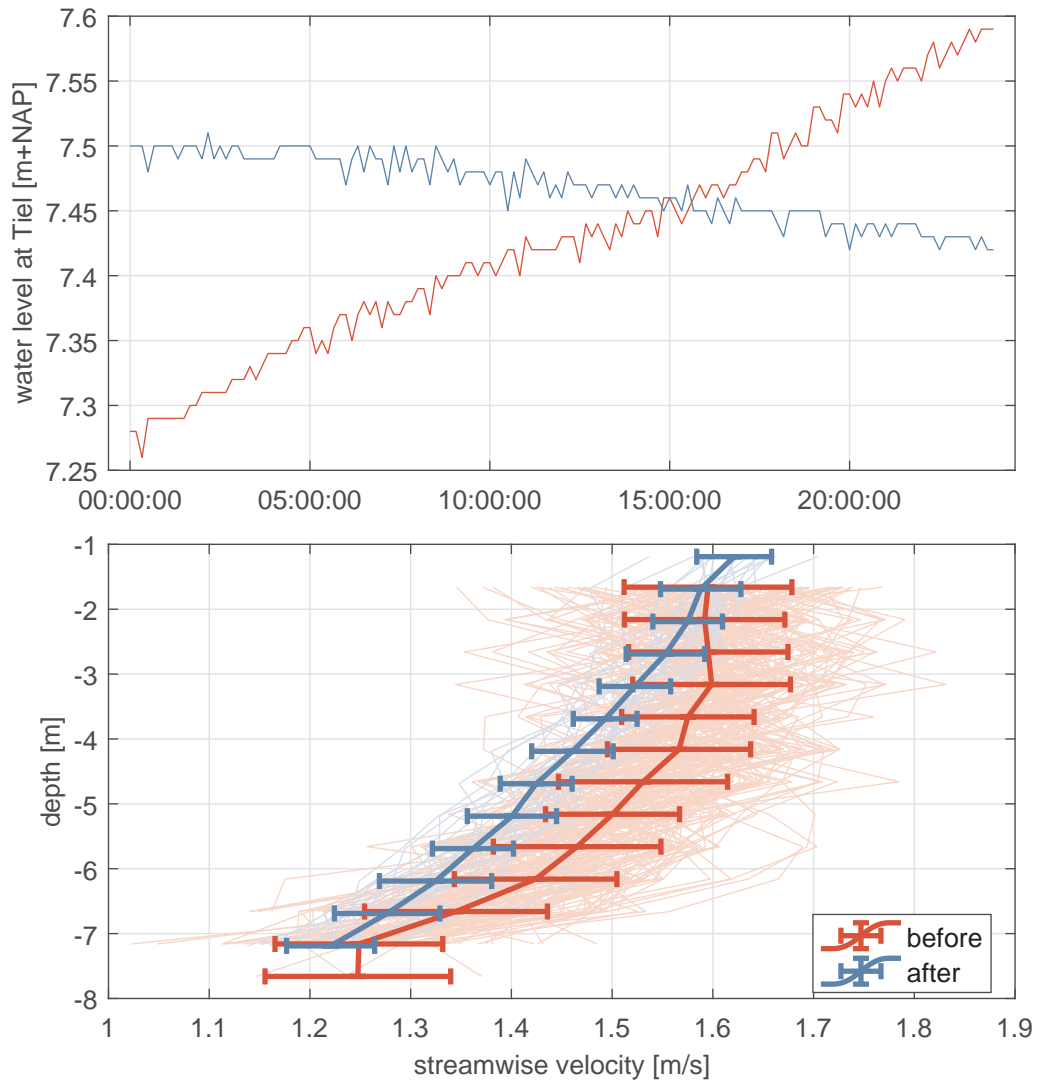 7.6
7.55
7.5
7.45
7.4
7.35
7.3
7.25
water level at Tiel [m+NAP]
00:00:00 05:00:00 10:00:00 15:00:00 20:00:00
-1
-2
-3
-4
-5
-6
-7
-8
depth [m]
before
after
1 1.1 1.2 1.3 1.4 1.5 1.6 1.7 1.8 1.9
streamwise velocity [m/s]